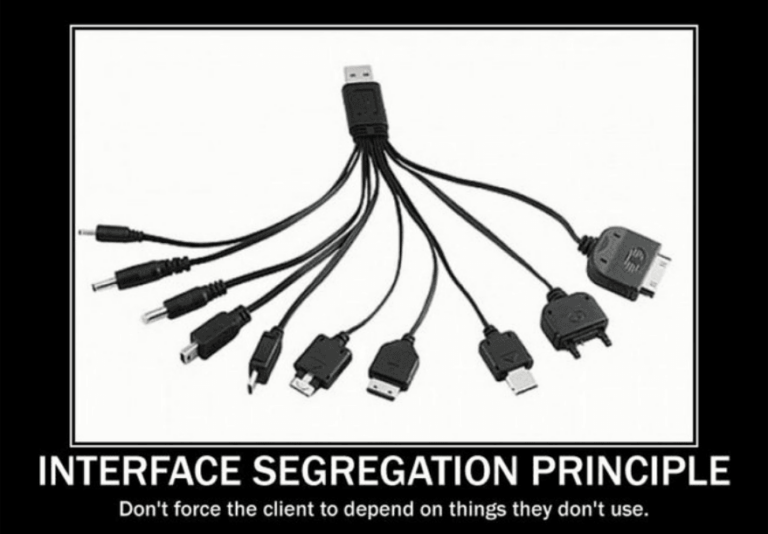 INTERFACE SEGREGATION PRINCIPLE
Don't force the client to depend on things they don't use.